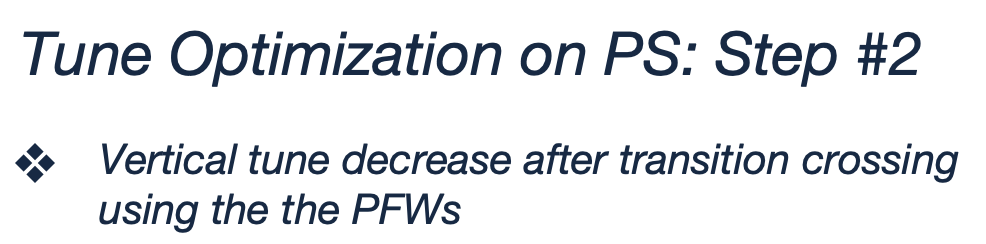 Tune Optimization on PS: Step #2
❖ Vertical tune decrease after transition crossing
using the the PFWs